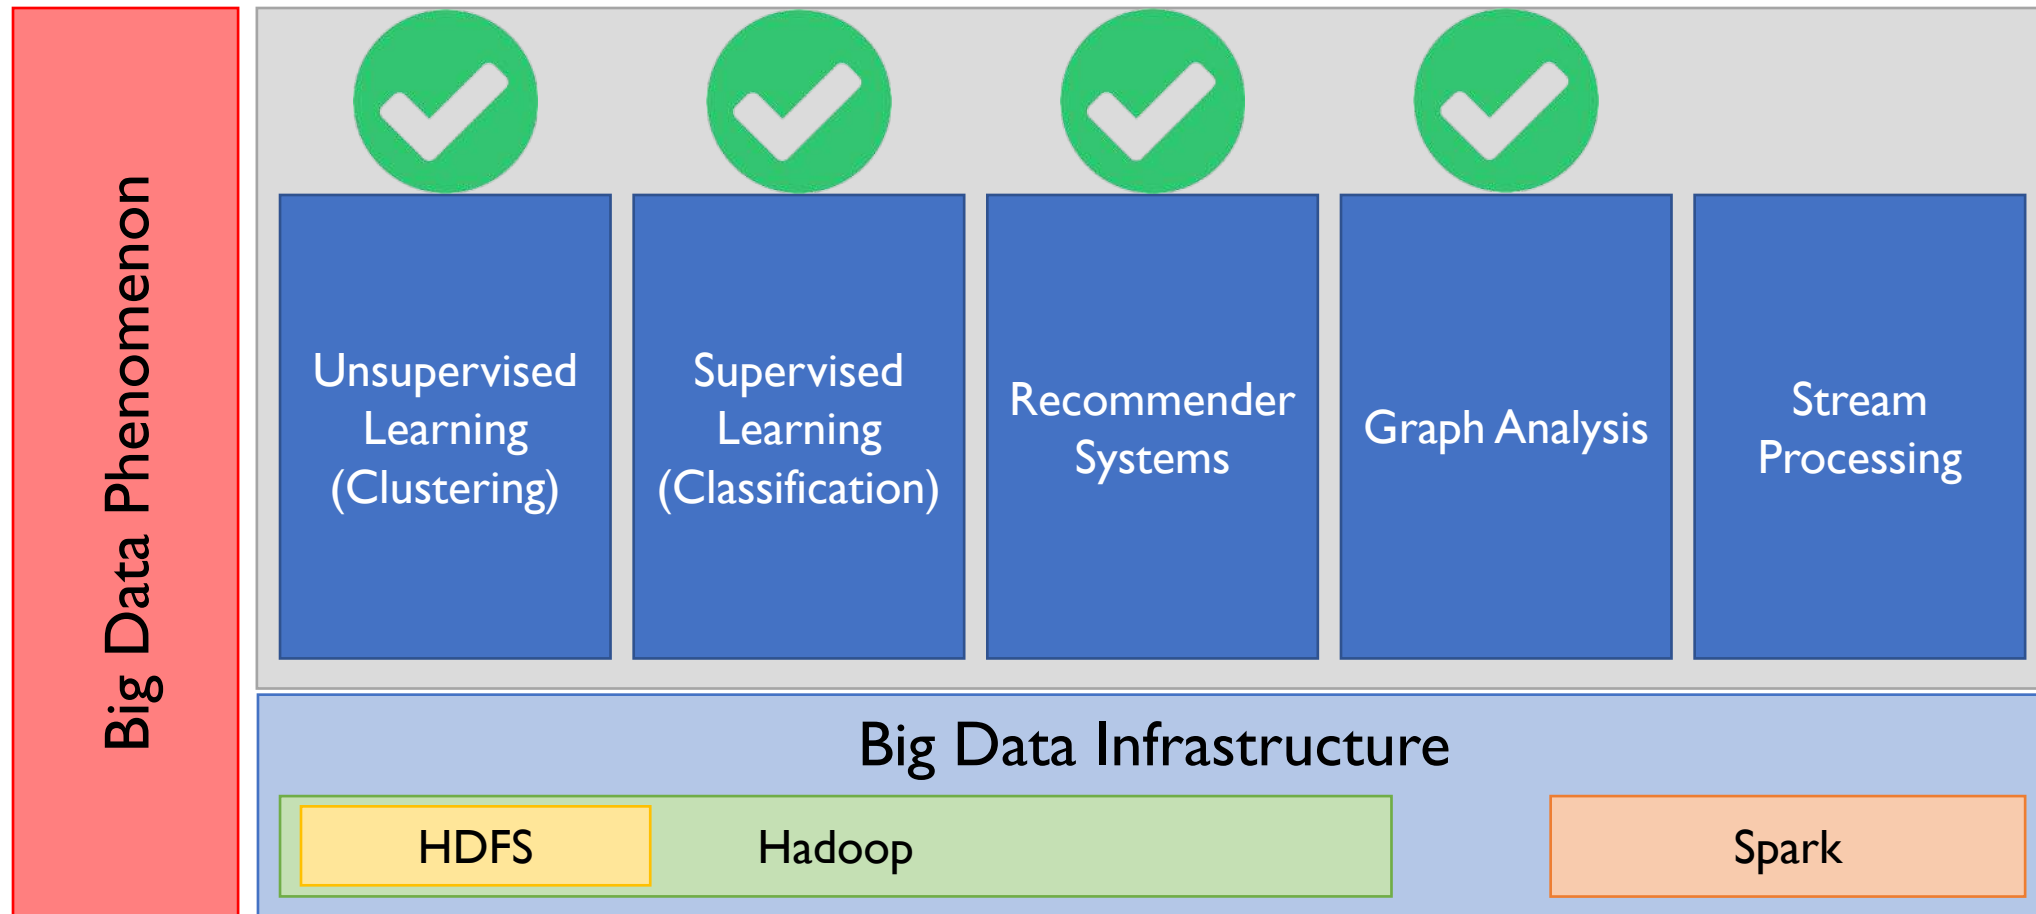 Big Data Phenomenon
Unsupervised
Learning
(Clustering)
Supervised
Learning
(Classification)
Recommender
Systems
Graph Analysis
Stream
Processing
Big Data Infrastructure
HDFS
Hadoop
Spark